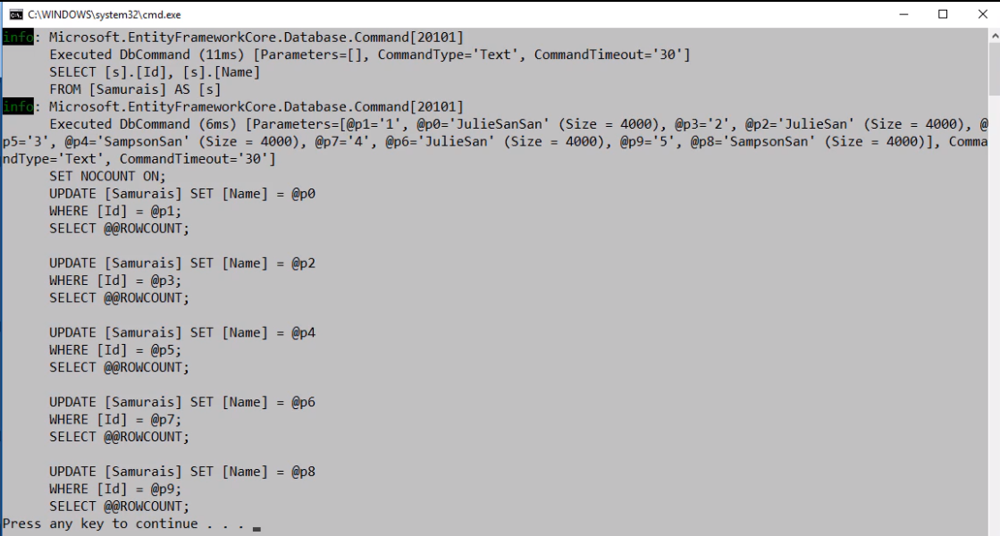 C:\WINDOWS\system32\cmd.exe
info: Microsoft.EntityFrameworkCore.Database.Command[20101]
      Executed DbCommand (11ms) [Parameters=[], CommandType='Text', CommandTimeout='30']
      SELECT [s].[Id], [s].[Name]
      FROM [Samurais] AS [s]
info: Microsoft.EntityFrameworkCore.Database.Command[20101]
      Executed DbCommand (6ms) [Parameters=[@p1='1', @p0='JulieSanSan' (Size = 4000), @p3='2', @p2='JulieSan' (Size = 4000), @
p5='3', @p4='SampsonSan' (Size = 4000), @p7='4', @p6='JulieSan' (Size = 4000), @p9='5', @p8='SampsonSan' (Size = 4000)], Comma
ndType='Text', CommandTimeout='30']
      SET NOCOUNT ON;
      UPDATE [Samurais] SET [Name] = @p0
      WHERE [Id] = @p1;
      SELECT @@ROWCOUNT;

      UPDATE [Samurais] SET [Name] = @p2
      WHERE [Id] = @p3;
      SELECT @@ROWCOUNT;

      UPDATE [Samurais] SET [Name] = @p4
      WHERE [Id] = @p5;
      SELECT @@ROWCOUNT;

      UPDATE [Samurais] SET [Name] = @p6
      WHERE [Id] = @p7;
      SELECT @@ROWCOUNT;

      UPDATE [Samurais] SET [Name] = @p8
      WHERE [Id] = @p9;
      SELECT @@ROWCOUNT;
Press any key to continue . . .